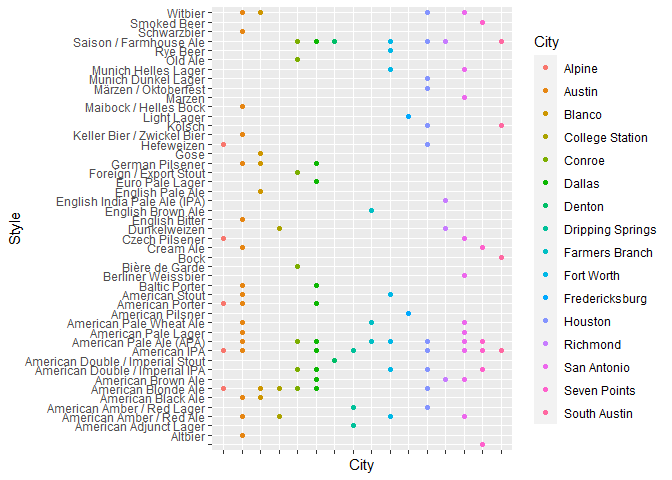 Witbier
Smoked Beer
Schwarzbier
Saison / Farmhouse Ale
Rye Beer
Old Ale
Munich Helles Lager
Munich Dunkel Lager
Märzen / Oktoberfest
Märzen
Maibock / Helles Bock
Light Lager
Kölsch
Keller Bier / Zwickel Bier
Hefeweizen
Gose
German Pilsener
Foreign / Export Stout
Euro Pale Lager
English Pale Ale
English India Pale Ale (IPA)
English Brown Ale
English Bitter
Dunkelweizen
Czech Pilsener
Cream Ale
Bock
Bière de Garde
Berliner Weissbier
Baltic Porter
American Stout
American Porter
American Pilsner
American Pale Wheat Ale
American Pale Lager
American Pale Ale (APA)
American IPA
American Double / Imperial Stout
American Double / Imperial IPA
American Brown Ale
American Blonde Ale
American Black Ale
American Amber / Red Lager
American Amber / Red Ale
American Adjunct Lager
Altbier
Style
City
City
Alpine
Austin
Blanco
College Station
Conroe
Dallas
Denton
Dripping Springs
Farmers Branch
Fort Worth
Fredericksburg
Houston
Richmond
San Antonio
Seven Points
South Austin